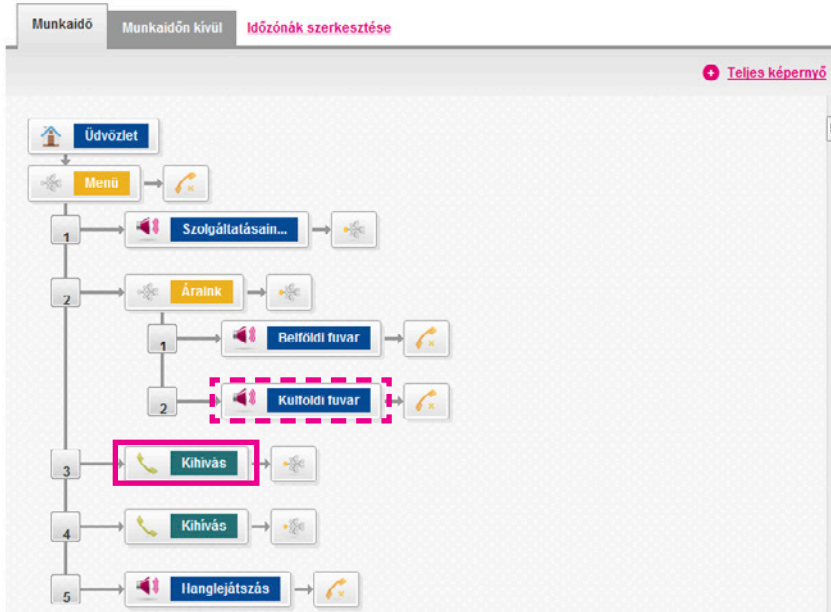 Munkaidő
Munkaidőn kívül
Időzónák szerkesztése
Teljes képernyő
Üdvözlet
Menü
1
Szolgáltatásain...
2
Áraink
1
Belföldi fuvar
2
Külföldi fuvar
3
Kihívás
4
Kihívás
5
Hanglejátszás